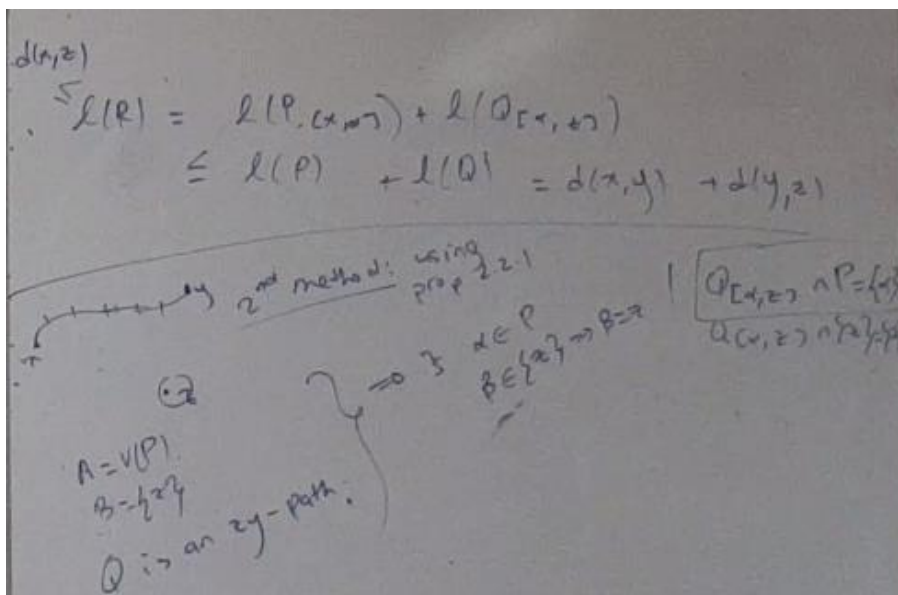 d(x,z)
≤ l(R) = l(P[x,α]) + l(Q[α,z])
≤ l(P) + l(Q) = d(x,y) + d(y,z)
2nd method: using prop 2.2.1
y
x
z
A = V(P)
B = {z}
Q is an zy-path.
⇒ ∃ α ∈ P
β ∈ {z} ⇒ β = z
Q[α,z] ∩ P = {α}
Q[α,z] ∩ {z} =